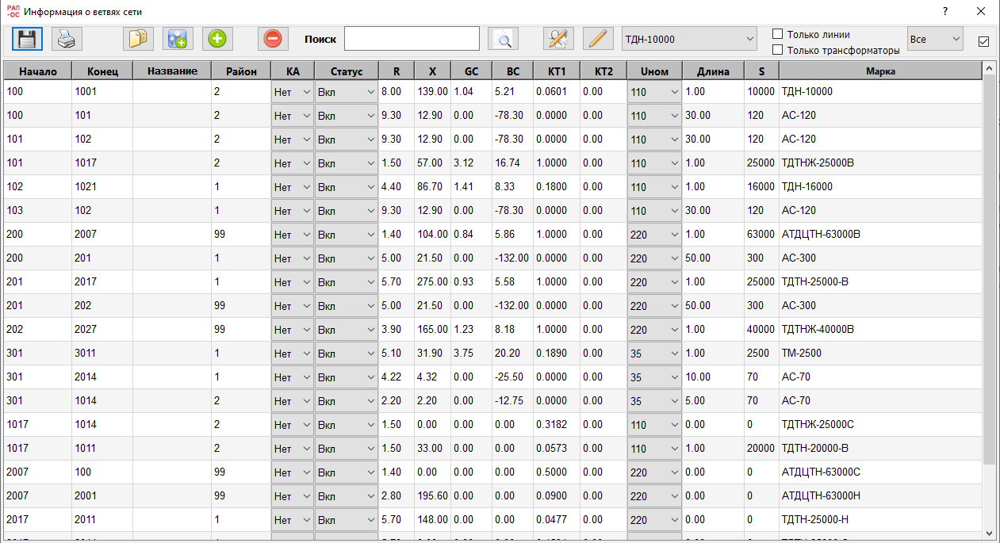 РАП
-ОС Информация о ветвях сети
?
Поиск ТДН-10000 Только линии Все
Только трансформаторы
Начало Конец Название Район КА Статус R X GC BC КТ1 КТ2 Uном Длина S Марка
100 1001 2 Нет Вкл 8.00 139.00 1.04 5.21 0.0601 0.00 110 1.00 10000 ТДН-10000
100 101 2 Нет Вкл 9.30 12.90 0.00 -78.30 0.0000 0.00 110 30.00 120 АС-120
101 102 2 Нет Вкл 9.30 12.90 0.00 -78.30 0.0000 0.00 110 30.00 120 АС-120
101 1017 2 Нет Вкл 1.50 57.00 3.12 16.74 1.0000 0.00 110 1.00 25000 ТДТНЖ-25000В
102 1021 1 Нет Вкл 4.40 86.70 1.41 8.33 0.1800 0.00 110 1.00 16000 ТДН-16000
103 102 1 Нет Вкл 9.30 12.90 0.00 -78.30 0.0000 0.00 110 30.00 120 АС-120
200 2007 99 Нет Вкл 1.40 104.00 0.84 5.86 1.0000 0.00 220 1.00 63000 АТДЦТН-63000В
200 201 1 Нет Вкл 5.00 21.50 0.00 -132.00 0.0000 0.00 220 50.00 300 АС-300
201 2017 1 Нет Вкл 5.70 275.00 0.93 5.58 1.0000 0.00 220 1.00 25000 ТДТН-25000-В
201 202 99 Нет Вкл 5.00 21.50 0.00 -132.00 0.0000 0.00 220 50.00 300 АС-300
202 2027 99 Нет Вкл 3.90 165.00 1.23 8.18 1.0000 0.00 220 1.00 40000 ТДТНЖ-40000В
301 3011 1 Нет Вкл 5.10 31.90 3.75 20.20 0.1890 0.00 35 1.00 2500 ТМ-2500
301 2014 1 Нет Вкл 4.22 4.32 0.00 -25.50 0.0000 0.00 35 10.00 70 АС-70
301 1014 2 Нет Вкл 2.20 2.20 0.00 -12.75 0.0000 0.00 35 5.00 70 АС-70
1017 1014 2 Нет Вкл 1.50 0.00 0.00 0.00 0.3182 0.00 110 0.00 0 ТДТНЖ-25000С
1017 1011 2 Нет Вкл 1.50 33.00 0.00 0.00 0.0573 0.00 110 1.00 20000 ТДТН-20000-В
2007 100 99 Нет Вкл 1.40 0.00 0.00 0.00 0.5000 0.00 220 0.00 0 АТДЦТН-63000С
2007 2001 99 Нет Вкл 2.80 195.60 0.00 0.00 0.0900 0.00 220 0.00 0 АТДЦТН-63000Н
2017 2011 1 Нет Вкл 5.70 148.00 0.00 0.00 0.0477 0.00 220 0.00 0 ТДТН-25000-Н